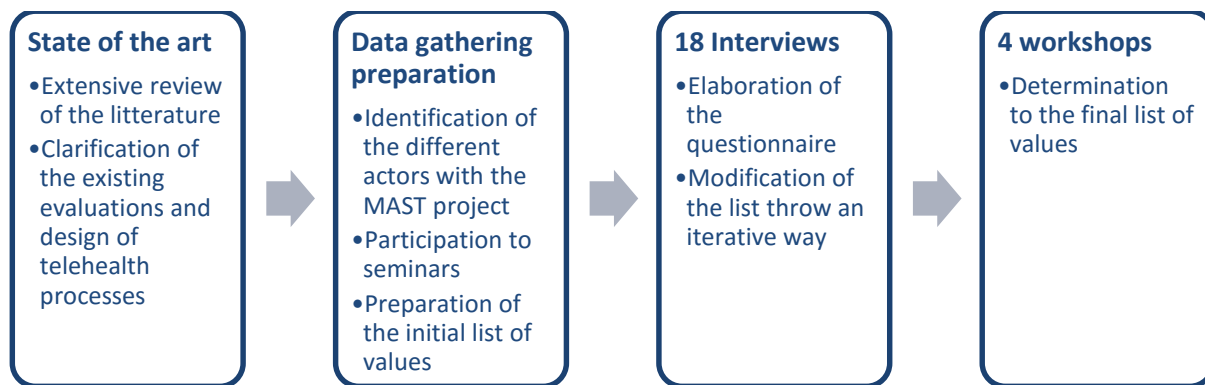 State of the art
•Extensive review
of the litterature
•Clarification of
the existing
evaluations and
design of
telehealth
processes
Data gathering
preparation
•Identification of
the different
actors with the
MAST project
•Participation to
seminars
•Preparation of
the initial list of
values
18 Interviews
•Elaboration of
the
questionnaire
•Modification of
the list throw an
iterative way
4 workshops
•Determination
to the final list of
values